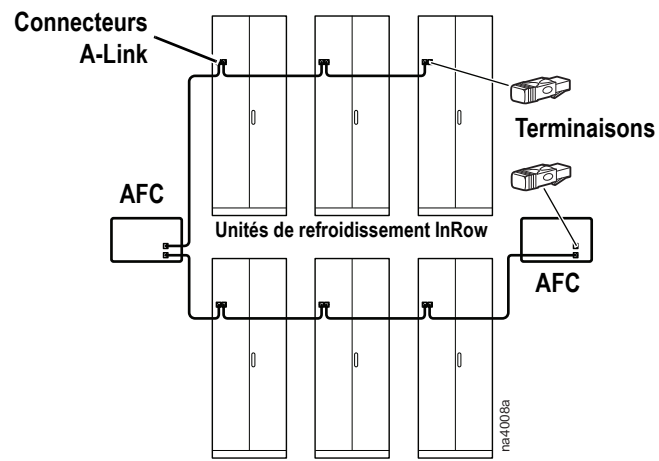 Connecteurs
A-Link
Terminaisons
AFC
Unités de refroidissement InRow
AFC
na4008a